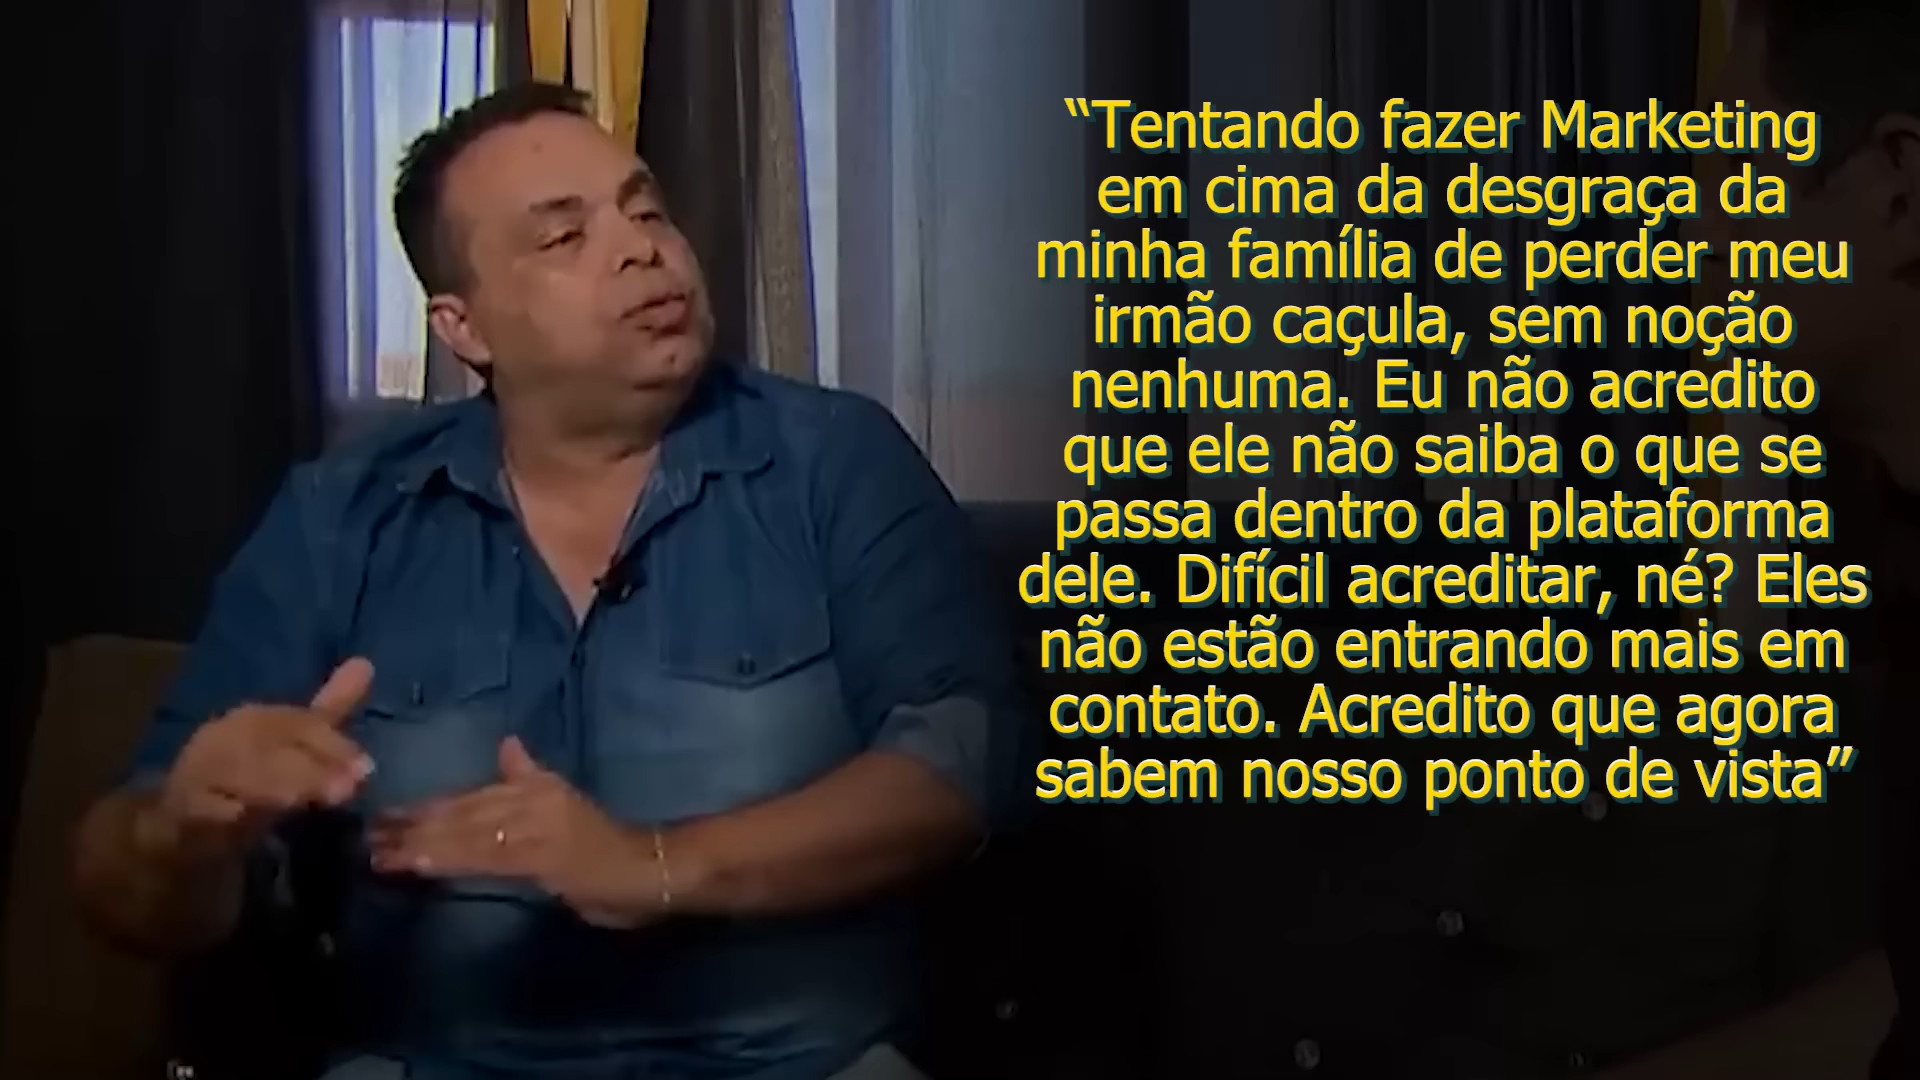 “Tentando fazer Marketing
em cima da desgraça da
minha família de perder meu
irmão caçula, sem noção
nenhuma. Eu não acredito
que ele não saiba o que se
passa dentro da plataforma
dele. Difícil acreditar, né? Eles
não estão entrando mais em
contato. Acredito que agora
sabem nosso ponto de vista”